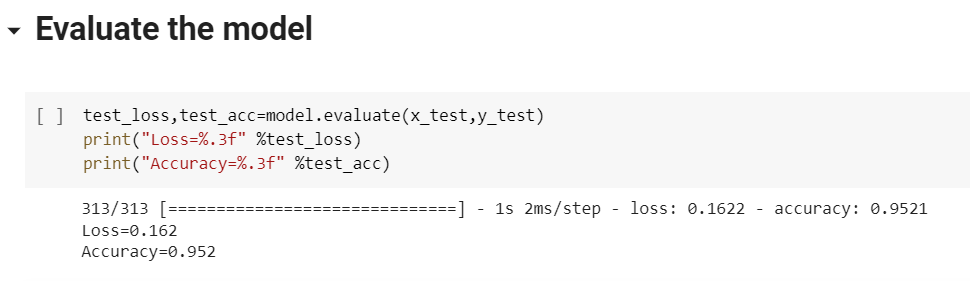 Evaluate the model
[ ] test_loss,test_acc=model.evaluate(x_test,y_test)
print("Loss=%.3f" %test_loss)
print("Accuracy=%.3f" %test_acc)
313/313 [==============================] - 1s 2ms/step - loss: 0.1622 - accuracy: 0.9521
Loss=0.162
Accuracy=0.952